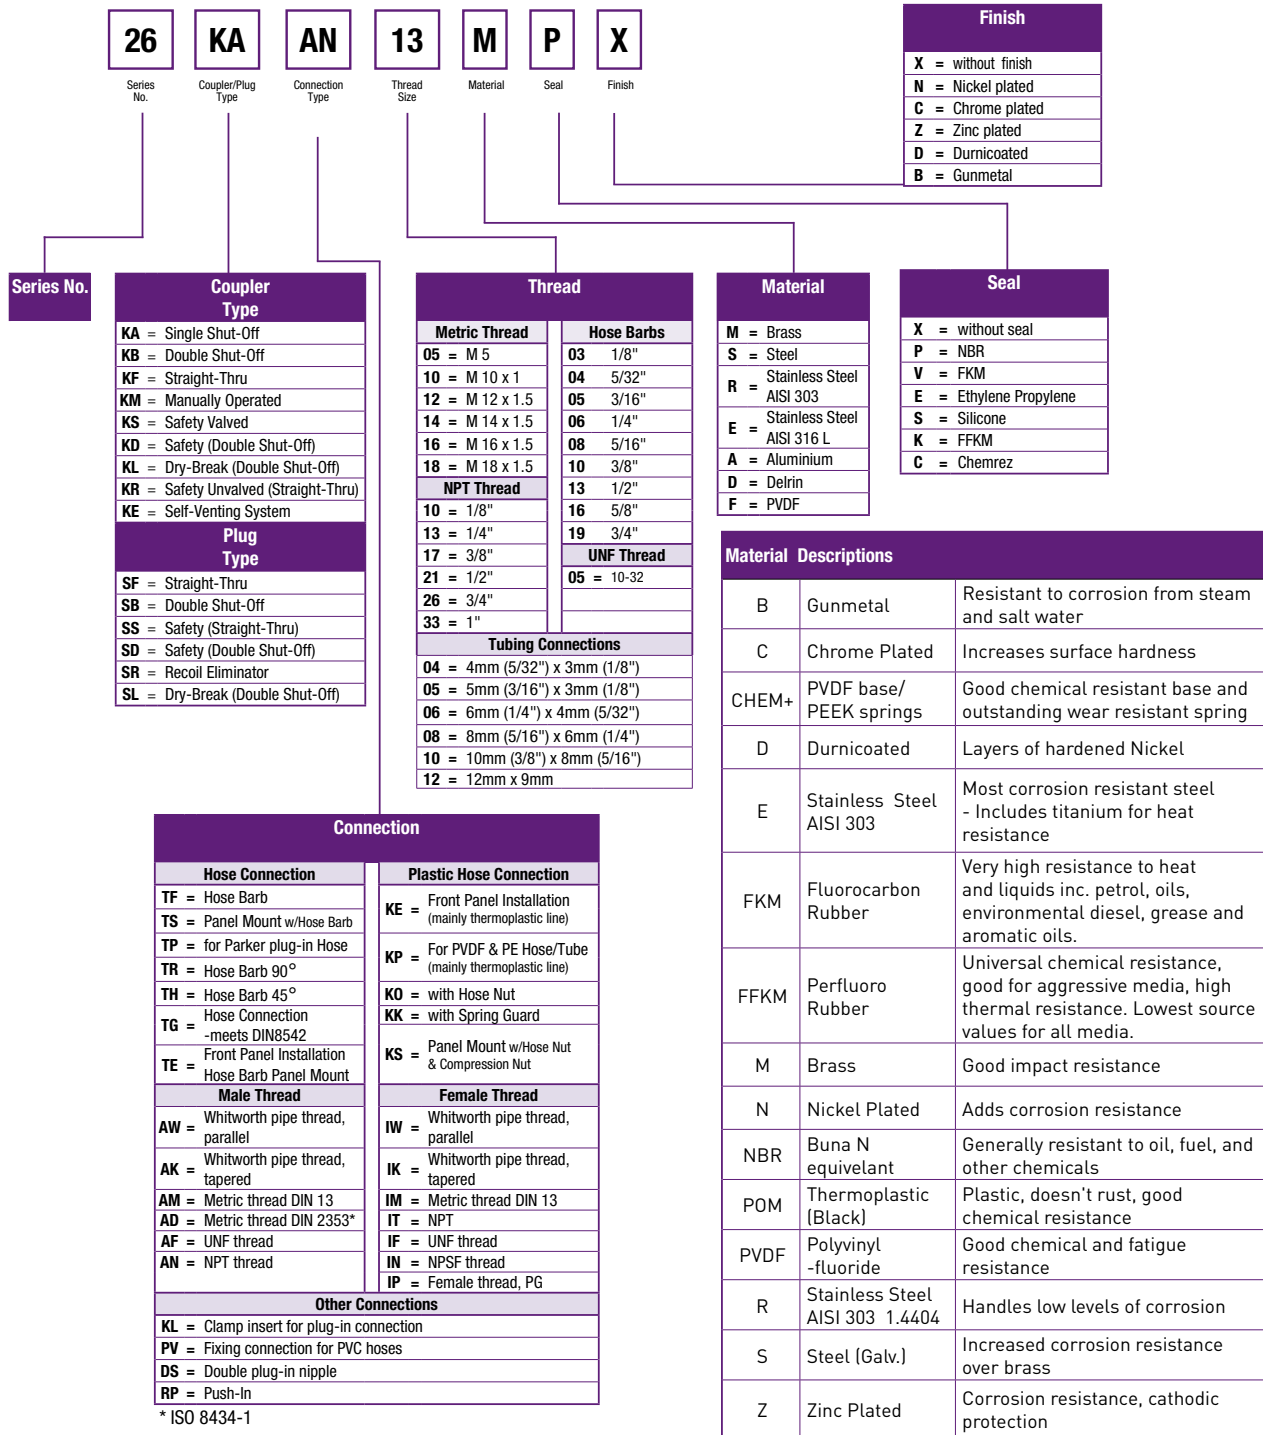 26 KA AN 13 M P X
Series No.
Coupler/Plug Type
Connection Type
Thread Size
Material
Seal
Finish
Finish
X = without finish
N = Nickel plated
C = Chrome plated
Z = Zinc plated
D = Durnicoated
B = Gunmetal
Series No.
Coupler
Type
KA = Single Shut-Off
KB = Double Shut-Off
KF = Straight-Thru
KM = Manually Operated
KS = Safety Valved
KD = Safety (Double Shut-Off)
KL = Dry-Break (Double Shut-Off)
KR = Safety Unvalved (Straight-Thru)
KE = Self-Venting System
Plug
Type
SF = Straight-Thru
SB = Double Shut-Off
SS = Safety (Straight-Thru)
SD = Safety (Double Shut-Off)
SR = Recoil Eliminator
SL = Dry-Break (Double Shut-Off)
Thread
Metric Thread
05 = M 5
10 = M 10 x 1
12 = M 12 x 1.5
14 = M 14 x 1.5
16 = M 16 x 1.5
18 = M 18 x 1.5
NPT Thread
10 = 1/8"
13 = 1/4"
17 = 3/8"
21 = 1/2"
26 = 3/4"
33 = 1"
Hose Barbs
03 1/8"
04 5/32"
05 3/16"
06 1/4"
08 5/16"
10 3/8"
13 1/2"
16 5/8"
19 3/4"
UNF Thread
05 = 10-32
Tubing Connections
04 = 4mm (5/32") x 3mm (1/8")
05 = 5mm (3/16") x 3mm (1/8")
06 = 6mm (1/4") x 4mm (5/32")
08 = 8mm (5/16") x 6mm (1/4")
10 = 10mm (3/8") x 8mm (5/16")
12 = 12mm x 9mm
Material
M = Brass
S = Steel
R = Stainless Steel
AISI 303
E = Stainless Steel
AISI 316 L
A = Aluminium
D = Delrin
F = PVDF
Seal
X = without seal
P = NBR
V = FKM
E = Ethylene Propylene
S = Silicone
K = FFKM
C = Chemrez
Connection
Hose Connection
TF = Hose Barb
TS = Panel Mount w/Hose Barb
TP = for Parker plug-in Hose
TR = Hose Barb 90°
TH = Hose Barb 45°
TG = Hose Connection
-meets DIN8542
TE = Front Panel Installation
Hose Barb Panel Mount
Plastic Hose Connection
KE = Front Panel Installation
(mainly thermoplastic line)
KP = For PVDF & PE Hose/Tube
(mainly thermoplastic line)
KO = with Hose Nut
KK = with Spring Guard
KS = Panel Mount w/Hose Nut
& Compression Nut
Male Thread
AW = Whitworth pipe thread,
parallel
AK = Whitworth pipe thread,
tapered
AM = Metric thread DIN 13
AD = Metric thread DIN 2353*
AF = UNF thread
AN = NPT thread
Female Thread
IW = Whitworth pipe thread,
parallel
IK = Whitworth pipe thread,
tapered
IM = Metric thread DIN 13
IT = NPT
IF = UNF thread
IN = NPSF thread
IP = Female thread, PG
Other Connections
KL = Clamp insert for plug-in connection
PV = Fixing connection for PVC hoses
DS = Double plug-in nipple
RP = Push-In
* ISO 8434-1
Material Descriptions
B Gunmetal Resistant to corrosion from steam
and salt water
C Chrome Plated Increases surface hardness
CHEM+ PVDF base/
PEEK springs
Good chemical resistant base and
outstanding wear resistant spring
D Durnicoated Layers of hardened Nickel
E Stainless Steel
AISI 303
Most corrosion resistant steel
- Includes titanium for heat
resistance
FKM Fluorocarbon
Rubber
Very high resistance to heat
and liquids inc. petrol, oils,
environmental diesel, grease and
aromatic oils.
FFKM Perfluoro
Rubber
Universal chemical resistance,
good for aggressive media, high
thermal resistance. Lowest source
values for all media.
M Brass Good impact resistance
N Nickel Plated Adds corrosion resistance
NBR Buna N
equivelant
Generally resistant to oil, fuel, and
other chemicals
POM Thermoplastic
(Black)
Plastic, doesn't rust, good
chemical resistance
PVDF Polyvinyl
-fluoride
Good chemical and fatigue
resistance
R Stainless Steel
AISI 303 1.4404
Handles low levels of corrosion
S Steel (Galv.) Increased corrosion resistance
over brass
Z Zinc Plated Corrosion resistance, cathodic
protection